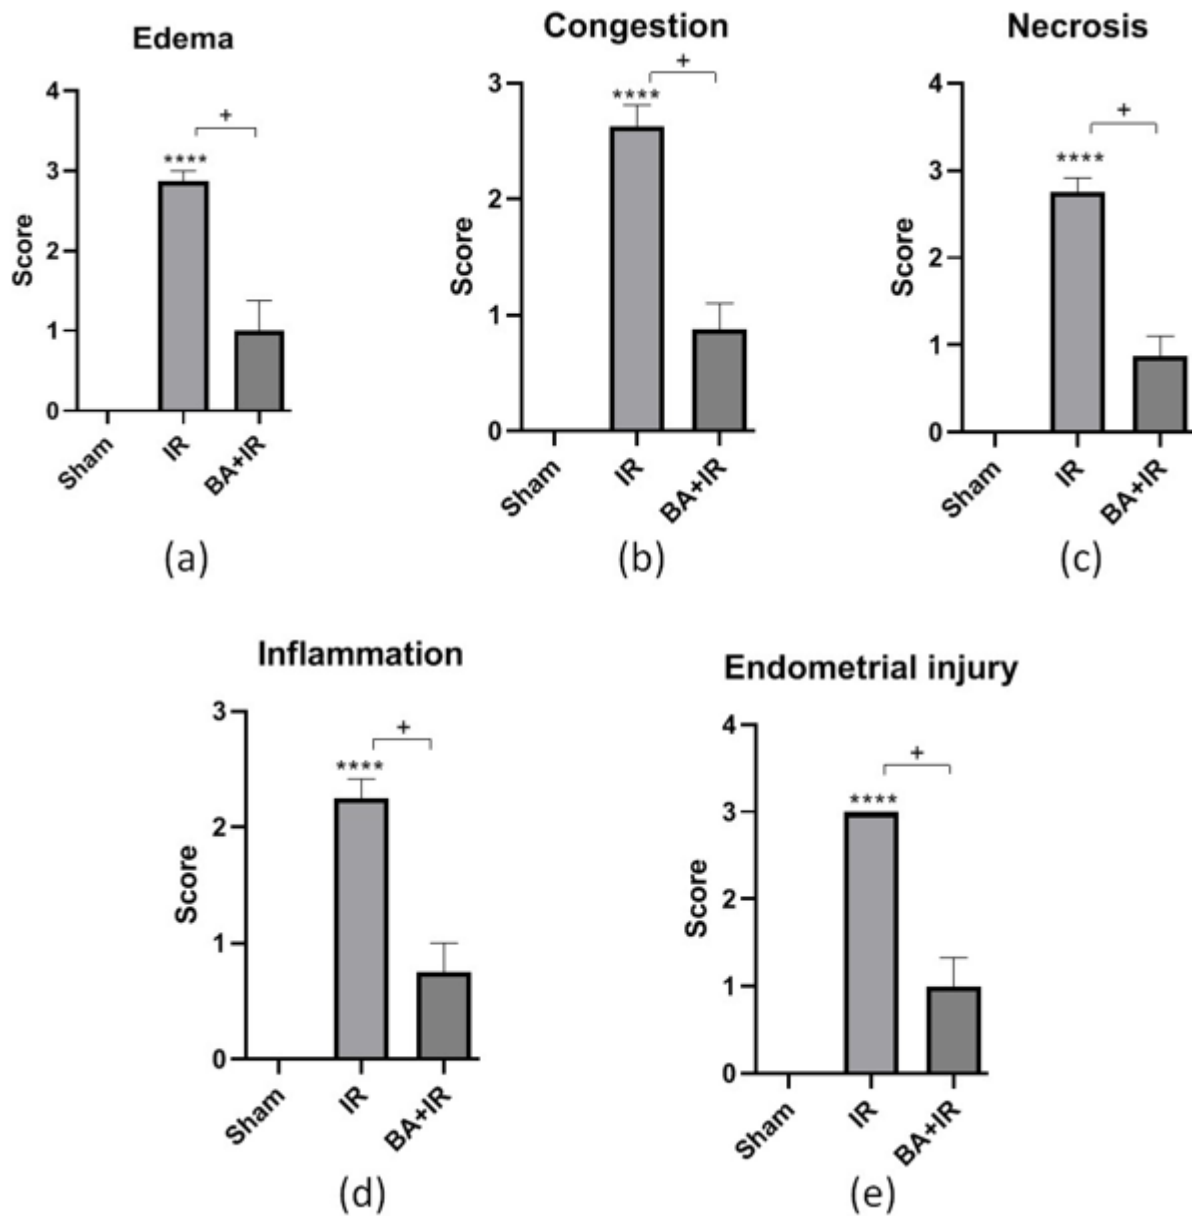 Edema
Score
4
3
2
1
0
****
+
Sham
IR
BA+IR
(a)
Congestion
Score
3
2
1
0
****
+
Sham
IR
BA+IR
(b)
Necrosis
Score
4
3
2
1
0
****
+
Sham
IR
BA+IR
(c)
Inflammation
Score
3
2
1
0
****
+
Sham
IR
BA+IR
(d)
Endometrial injury
Score
4
3
2
1
0
****
+
Sham
IR
BA+IR
(e)